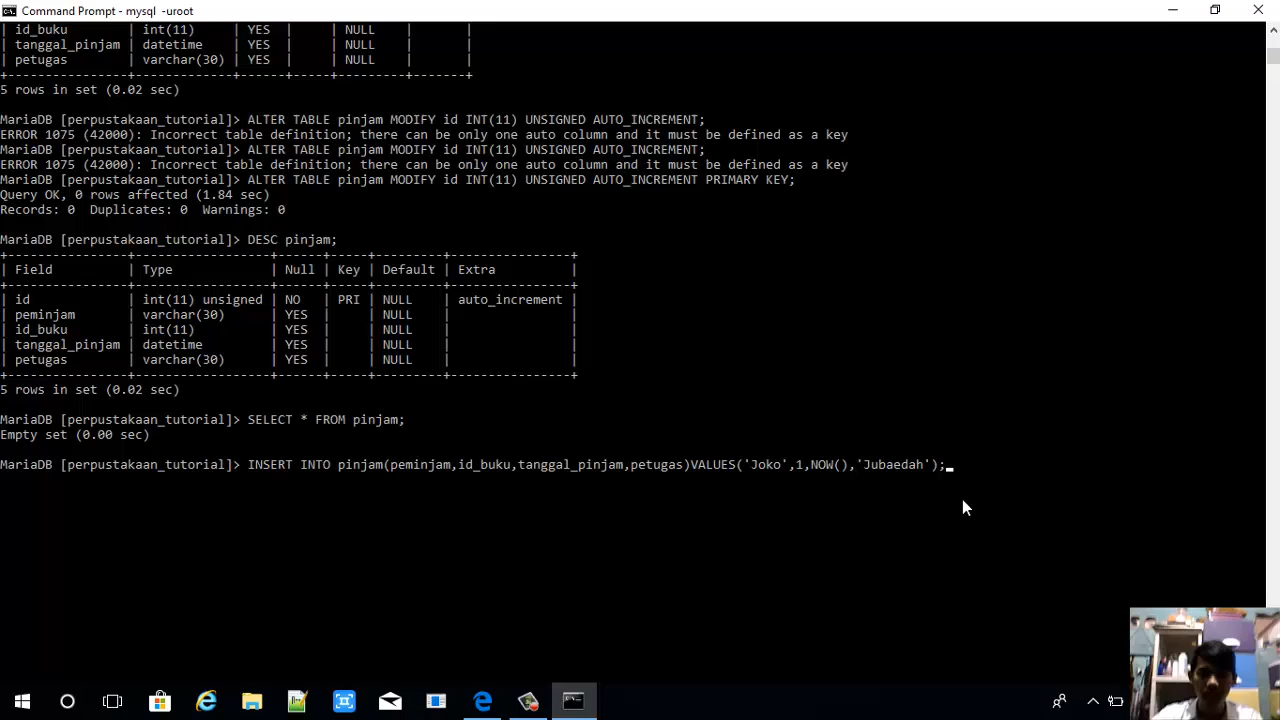 Command Prompt - mysql -uroot
| id_buku        | int(11)     | YES  |     | NULL    |       |
| tanggal_pinjam | datetime    | YES  |     | NULL    |       |
| petugas        | varchar(30) | YES  |     | NULL    |       |
+----------------+-------------+------+-----+---------+-------+
5 rows in set (0.02 sec)
MariaDB [perpustakaan_tutorial]> ALTER TABLE pinjam MODIFY id INT(11) UNSIGNED AUTO_INCREMENT;
ERROR 1075 (42000): Incorrect table definition; there can be only one auto column and it must be defined as a key
MariaDB [perpustakaan_tutorial]> ALTER TABLE pinjam MODIFY id INT(11) UNSIGNED AUTO_INCREMENT;
ERROR 1075 (42000): Incorrect table definition; there can be only one auto column and it must be defined as a key
MariaDB [perpustakaan_tutorial]> ALTER TABLE pinjam MODIFY id INT(11) UNSIGNED AUTO_INCREMENT PRIMARY KEY;
Query OK, 0 rows affected (1.84 sec)
Records: 0  Duplicates: 0  Warnings: 0
MariaDB [perpustakaan_tutorial]> DESC pinjam;
+----------------+------------------+------+-----+---------+----------------+
| Field          | Type             | Null | Key | Default | Extra          |
+----------------+------------------+------+-----+---------+----------------+
| id             | int(11) unsigned | NO   | PRI | NULL    | auto_increment |
| peminjam       | varchar(30)      | YES  |     | NULL    |                |
| id_buku        | int(11)          | YES  |     | NULL    |                |
| tanggal_pinjam | datetime         | YES  |     | NULL    |                |
| petugas        | varchar(30)      | YES  |     | NULL    |                |
+----------------+------------------+------+-----+---------+----------------+
5 rows in set (0.02 sec)
MariaDB [perpustakaan_tutorial]> SELECT * FROM pinjam;
Empty set (0.00 sec)
MariaDB [perpustakaan_tutorial]> INSERT INTO pinjam(peminjam,id_buku,tanggal_pinjam,petugas)VALUES('Joko',1,NOW(),'Jubaedah');